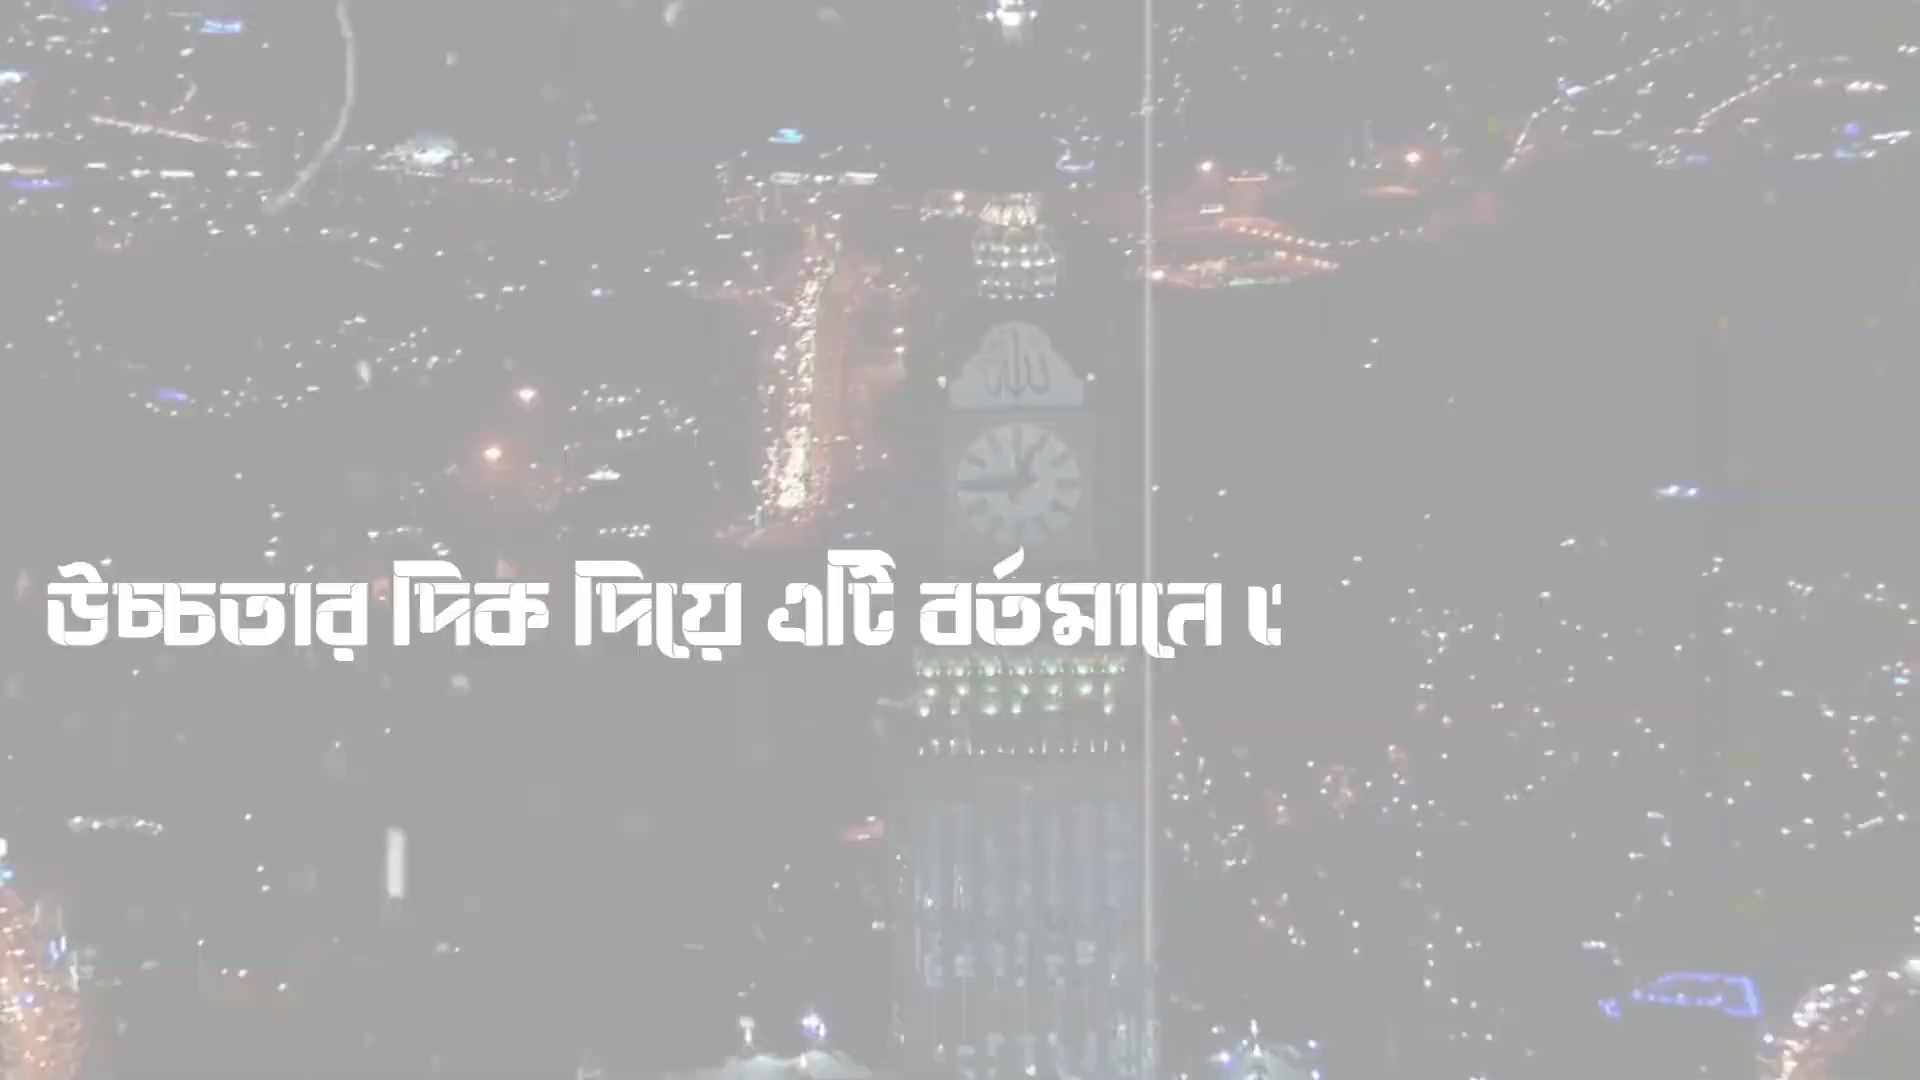 উচ্চতার দিক দিয়ে এটি বর্তমানে